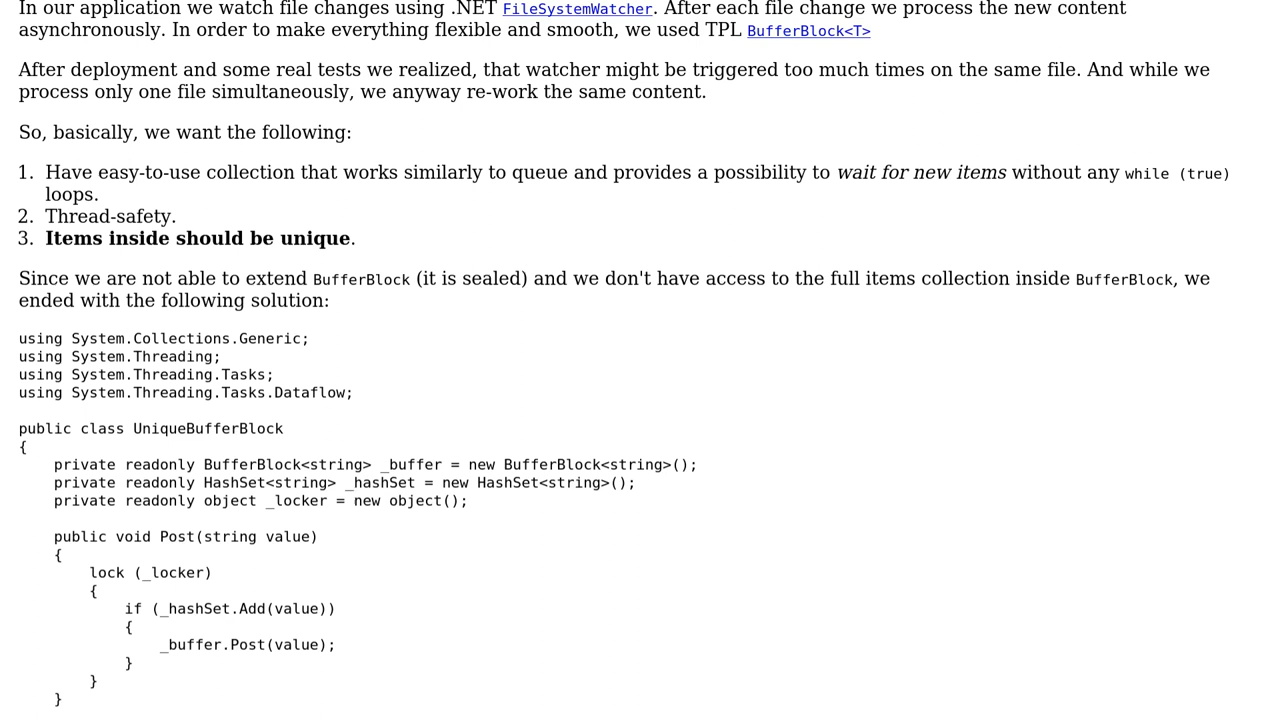 In our application we watch file changes using .NET FileSystemWatcher. After each file change we process the new content
asynchronously. In order to make everything flexible and smooth, we used TPL BufferBlock<T>
After deployment and some real tests we realized, that watcher might be triggered too much times on the same file. And while we
process only one file simultaneously, we anyway re-work the same content.
So, basically, we want the following:
1. Have easy-to-use collection that works similarly to queue and provides a possibility to wait for new items without any while (true)
loops.
2. Thread-safety.
3. Items inside should be unique.
Since we are not able to extend BufferBlock (it is sealed) and we don't have access to the full items collection inside BufferBlock, we
ended with the following solution:
using System.Collections.Generic;
using System.Threading;
using System.Threading.Tasks;
using System.Threading.Tasks.Dataflow;
public class UniqueBufferBlock
{
    private readonly BufferBlock<string> _buffer = new BufferBlock<string>();
    private readonly HashSet<string> _hashSet = new HashSet<string>();
    private readonly object _locker = new object();
    public void Post(string value)
    {
        lock (_locker)
        {
            if (_hashSet.Add(value))
            {
                _buffer.Post(value);
            }
        }
    }